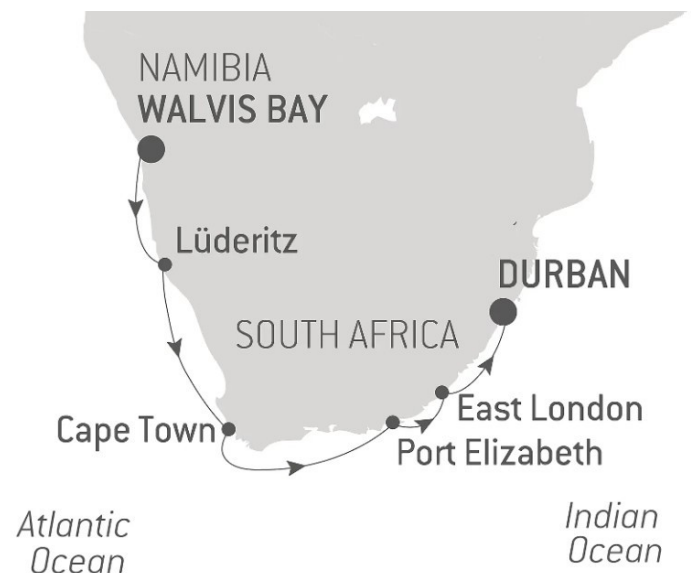 NAMIBIA
WALVIS BAY
Lüderitz
DURBAN
SOUTH AFRICA
East London
Cape Town
Port Elizabeth
Atlantic
Ocean
Indian
Ocean